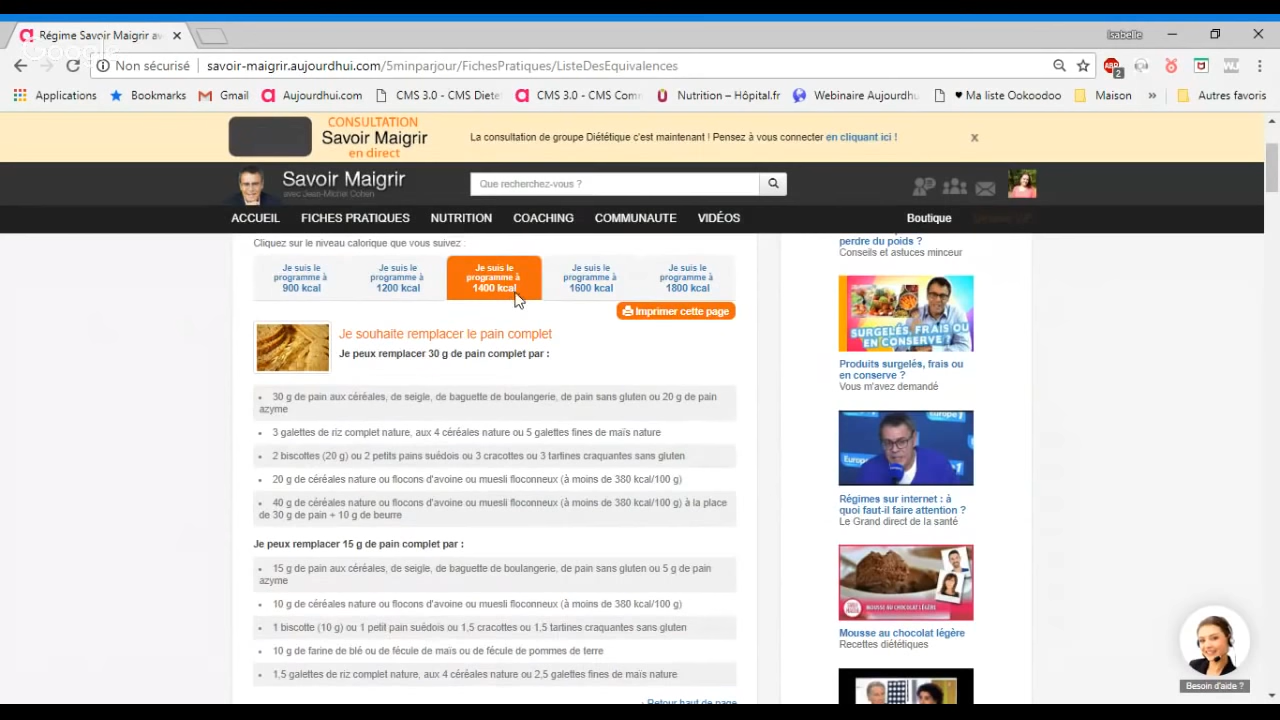 Régime Savoir Maigrir av
Google
Isabelle
Non sécurisé
savoir-maigrir.aujourdhui.com/5minparjour/FichesPratiques/ListeDesEquivalences
ABP
2
Applications
Bookmarks
Gmail
Aujourdhui.com
CMS 3.0 - CMS Diete
CMS 3.0 - CMS Com
Nutrition – Hôpital.fr
Webinaire Aujourdhu
♥ Ma liste Ookoodoo
Maison
»
Autres favoris
CONSULTATION
Savoir Maigrir
en direct
La consultation de groupe Diététique c'est maintenant ! Pensez à vous connecter en cliquant ici !
x
Savoir Maigrir
avec Jean-Michel Cohen
Que recherchez-vous ?
ACCUEIL
FICHES PRATIQUES
NUTRITION
COACHING
COMMUNAUTE
VIDÉOS
Boutique
Cliquez sur le niveau calorique que vous suivez :
Je suis le
programme à
900 kcal
Je suis le
programme à
1200 kcal
Je suis le
programme à
1400 kcal
Je suis le
programme à
1600 kcal
Je suis le
programme à
1800 kcal
Imprimer cette page
Je souhaite remplacer le pain complet
Je peux remplacer 30 g de pain complet par :
• 30 g de pain aux céréales, de seigle, de baguette de boulangerie, de pain sans gluten ou 20 g de pain
azyme
• 3 galettes de riz complet nature, aux 4 céréales nature ou 5 galettes fines de maïs nature
• 2 biscottes (20 g) ou 2 petits pains suédois ou 3 cracottes ou 3 tartines craquantes sans gluten
• 20 g de céréales nature ou flocons d'avoine ou muesli floconneux (à moins de 380 kcal/100 g)
• 40 g de céréales nature ou flocons d'avoine ou muesli floconneux (à moins de 380 kcal/100 g) à la place
de 30 g de pain + 10 g de beurre
Je peux remplacer 15 g de pain complet par :
• 15 g de pain aux céréales, de seigle, de baguette de boulangerie, de pain sans gluten ou 5 g de pain
azyme
• 10 g de céréales nature ou flocons d'avoine ou muesli floconneux (à moins de 380 kcal/100 g)
• 1 biscotte (10 g) ou 1 petit pain suédois ou 1,5 cracottes ou 1,5 tartines craquantes sans gluten
• 10 g de farine de blé ou de fécule de maïs ou de fécule de pommes de terre
• 1,5 galettes de riz complet nature, aux 4 céréales nature ou 2,5 galettes fines de maïs nature
Retour haut de page
perdre du poids ?
Conseils et astuces minceur
SURGELÉS, FRAIS OU
EN CONSERVE ?
Produits surgelés, frais ou
en conserve ?
Vous m'avez demandé
Europe 1
Régimes sur internet : à
quoi faut-il faire attention ?
Le Grand direct de la santé
MOUSSE AU CHOCOLAT LÉGÈRE
Mousse au chocolat légère
Recettes diététiques
Besoin d'aide ?